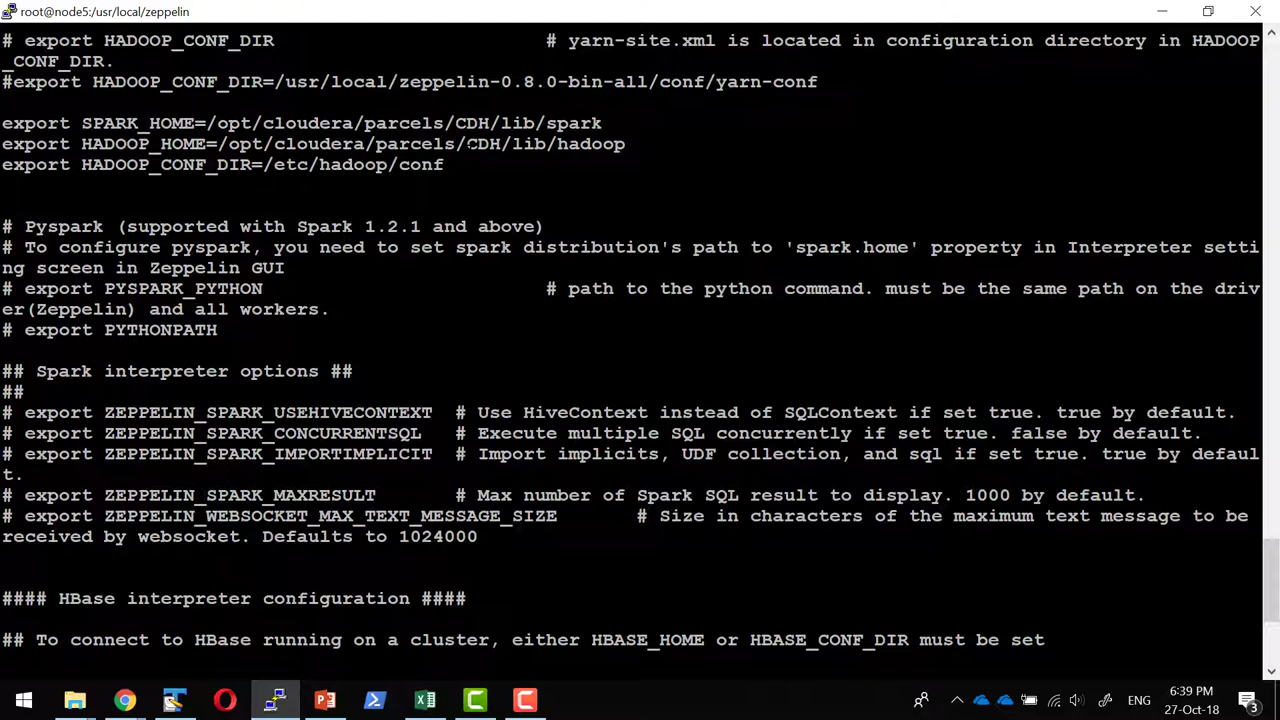 root@node5:/usr/local/zeppelin
# export HADOOP_CONF_DIR # yarn-site.xml is located in configuration directory in HADOOP
_CONF_DIR.
#export HADOOP_CONF_DIR=/usr/local/zeppelin-0.8.0-bin-all/conf/yarn-conf
export SPARK_HOME=/opt/cloudera/parcels/CDH/lib/spark
export HADOOP_HOME=/opt/cloudera/parcels/CDH/lib/hadoop
export HADOOP_CONF_DIR=/etc/hadoop/conf
# Pyspark (supported with Spark 1.2.1 and above)
# To configure pyspark, you need to set spark distribution's path to 'spark.home' property in Interpreter setti
ng screen in Zeppelin GUI
# export PYSPARK_PYTHON # path to the python command. must be the same path on the driv
er(Zeppelin) and all workers.
# export PYTHONPATH
## Spark interpreter options ##
##
# export ZEPPELIN_SPARK_USEHIVECONTEXT # Use HiveContext instead of SQLContext if set true. true by default.
# export ZEPPELIN_SPARK_CONCURRENTSQL # Execute multiple SQL concurrently if set true. false by default.
# export ZEPPELIN_SPARK_IMPORTIMPLICIT # Import implicits, UDF collection, and sql if set true. true by defaul
t.
# export ZEPPELIN_SPARK_MAXRESULT # Max number of Spark SQL result to display. 1000 by default.
# export ZEPPELIN_WEBSOCKET_MAX_TEXT_MESSAGE_SIZE # Size in characters of the maximum text message to be
received by websocket. Defaults to 1024000
#### HBase interpreter configuration ####
## To connect to HBase running on a cluster, either HBASE_HOME or HBASE_CONF_DIR must be set
ENG
6:39 PM
27-Oct-18
3